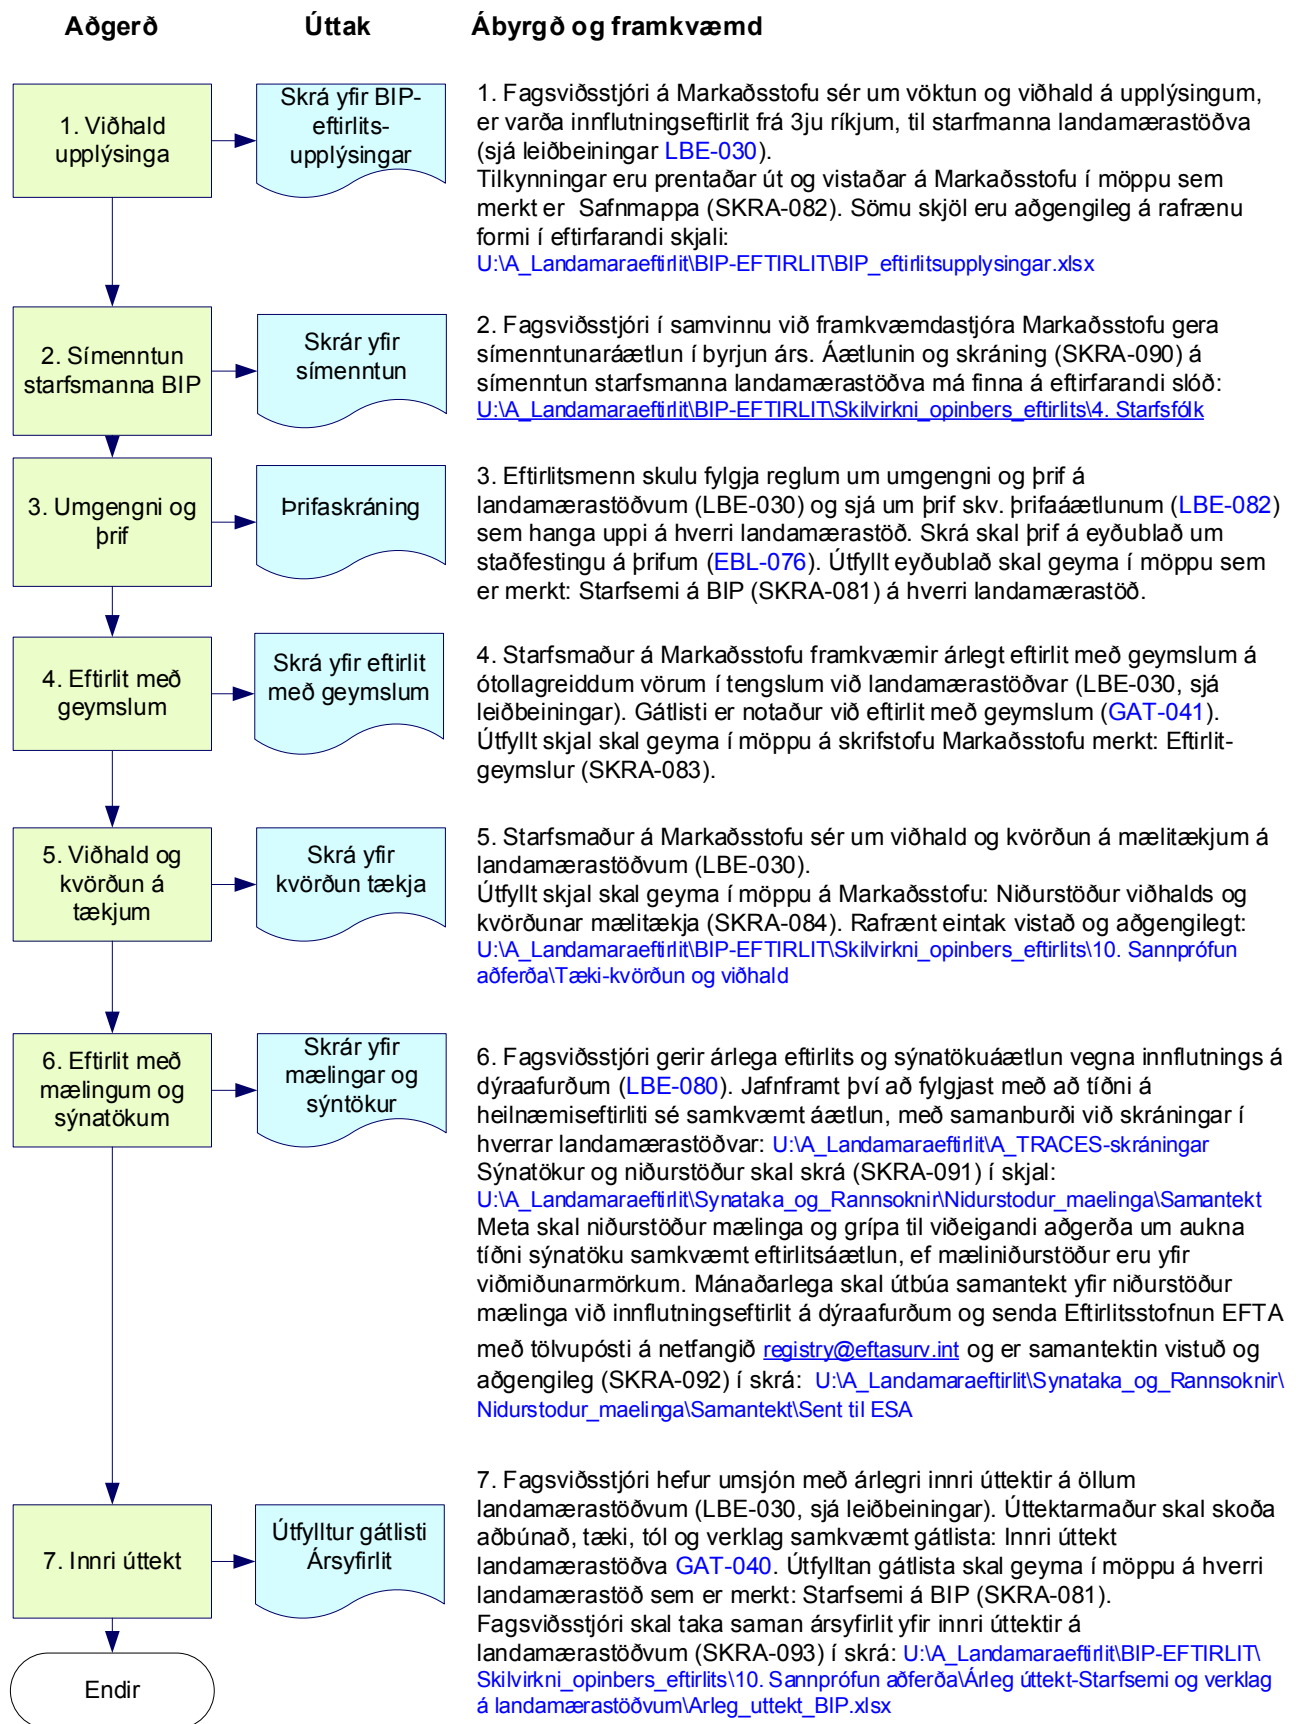 Aðgerð
Úttak
Ábyrgð og framkvæmd
1. Viðhald
upplýsinga
Skrá yfir BIP-
eftirlits-
upplýsingar
1. Fagsviðsstjóri á Markaðsstofu sér um vöktun og viðhald á upplýsingum,
er varða innflutningseftirlit frá 3ju ríkjum, til starfmanna landamærastöðva
(sjá leiðbeiningar LBE-030).
Tilkynningar eru prentaðar út og vistaðar á Markaðsstofu í möppu sem
merkt er  Safnmappa (SKRA-082). Sömu skjöl eru aðgengileg á rafrænu
formi í eftirfarandi skjali:
U:\A_Landamaraeftirlit\BIP-EFTIRLIT\BIP_eftirlitsupplysingar.xlsx
2. Símenntun
starfsmanna BIP
Skrár yfir
símenntun
2. Fagsviðsstjóri í samvinnu við framkvæmdastjóra Markaðsstofu gera
símenntunaráætlun í byrjun árs. Áætlunin og skráning (SKRA-090) á
símenntun starfsmanna landamærastöðva má finna á eftirfarandi slóð:
U:\A_Landamaraeftirlit\BIP-EFTIRLIT\Skilvirkni_opinbers_eftirlits\4. Starfsfólk
3. Umgengni og
þrif
Þrifaskráning
3. Eftirlitsmenn skulu fylgja reglum um umgengni og þrif á
landamærastöðvum (LBE-030) og sjá um þrif skv. þrifaáætlunum (LBE-082)
sem hanga uppi á hverri landamærastöð. Skrá skal þrif á eyðublað um
staðfestingu á þrifum (EBL-076). Útfyllt eyðublað skal geyma í möppu sem
er merkt: Starfsemi á BIP (SKRA-081) á hverri landamærastöð.
4. Eftirlit með
geymslum
Skrá yfir eftirlit
með geymslum
4. Starfsmaður á Markaðsstofu framkvæmir árlegt eftirlit með geymslum á
ótollagreiddum vörum í tengslum við landamærastöðvar (LBE-030, sjá
leiðbeiningar). Gátlisti er notaður við eftirlit með geymslum (GAT-041).
Útfyllt skjal skal geyma í möppu á skrifstofu Markaðsstofu merkt: Eftirlit-
geymslur (SKRA-083).
5. Viðhald og
kvörðun á
tækjum
Skrá yfir
kvörðun tækja
5. Starfsmaður á Markaðsstofu sér um viðhald og kvörðun á mælitækjum á
landamærastöðvum (LBE-030).
Útfyllt skjal skal geyma í möppu á Markaðsstofu: Niðurstöður viðhalds og
kvörðunar mælitækja (SKRA-084). Rafrænt eintak vistað og aðgengilegt:
U:\A_Landamaraeftirlit\BIP-EFTIRLIT\Skilvirkni_opinbers_eftirlits\10. Sannprófun
aðferða\Tæki-kvörðun og viðhald
6. Eftirlit með
mælingum og
sýnatökum
Skrár yfir
mælingar og
sýntökur
6. Fagsviðsstjóri gerir árlega eftirlits og sýnatökuáætlun vegna innflutnings á
dýraafurðum (LBE-080). Jafnframt því að fylgjast með að tíðni á
heilnæmiseftirliti sé samkvæmt áætlun, með samanburði við skráningar í
hverrar landamærastöðvar: U:\A_Landamaraeftirlit\A_TRACES-skráningar
Sýnatökur og niðurstöður skal skrá (SKRA-091) í skjal:
U:\A_Landamaraeftirlit\Synataka_og_Rannsoknir\Nidurstodur_maelinga\Samantekt
Meta skal niðurstöður mælinga og grípa til viðeigandi aðgerða um aukna
tíðni sýnatöku samkvæmt eftirlitsáætlun, ef mæliniðurstöður eru yfir
viðmiðunarmörkum. Mánaðarlega skal útbúa samantekt yfir niðurstöður
mælinga við innflutningseftirlit á dýraafurðum og senda Eftirlitsstofnun EFTA
með tölvupósti á netfangið registry@eftasurv.int og er samantektin vistuð og
aðgengileg (SKRA-092) í skrá:  U:\A_Landamaraeftirlit\Synataka_og_Rannsoknir\
Nidurstodur_maelinga\Samantekt\Sent til ESA
7. Innri úttekt
Útfylltur gátlisti
Ársyfirlit
7. Fagsviðsstjóri hefur umsjón með árlegri innri úttektir á öllum
landamærastöðvum (LBE-030, sjá leiðbeiningar). Úttektarmaður skal skoða
aðbúnað, tæki, tól og verklag samkvæmt gátlista: Innri úttekt
landamærastöðva GAT-040. Útfylltan gátlista skal geyma í möppu á hverri
landamærastöð sem er merkt: Starfsemi á BIP (SKRA-081).
Fagsviðsstjóri skal taka saman ársyfirlit yfir innri úttektir á
landamærastöðvum (SKRA-093) í skrá: U:\A_Landamaraeftirlit\BIP-EFTIRLIT\
Skilvirkni_opinbers_eftirlits\10. Sannprófun aðferða\Árleg úttekt-Starfsemi og verklag
á landamærastöðvum\Arleg_uttekt_BIP.xlsx
Endir